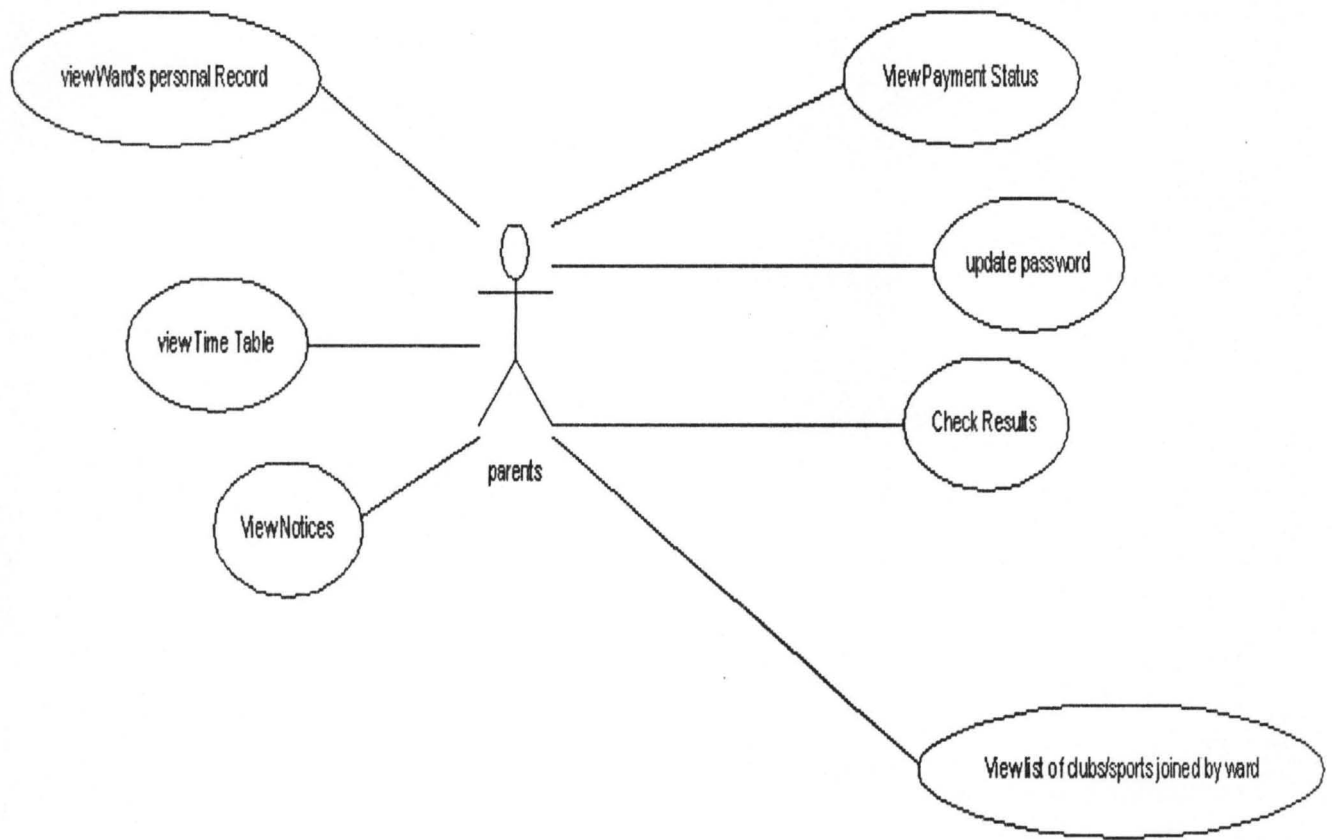 viewWard's personal Record
ViewPayment Status
update password
viewTime Table
Check Results
parents
ViewNotices
Viewlist of clubs/sports joined by ward